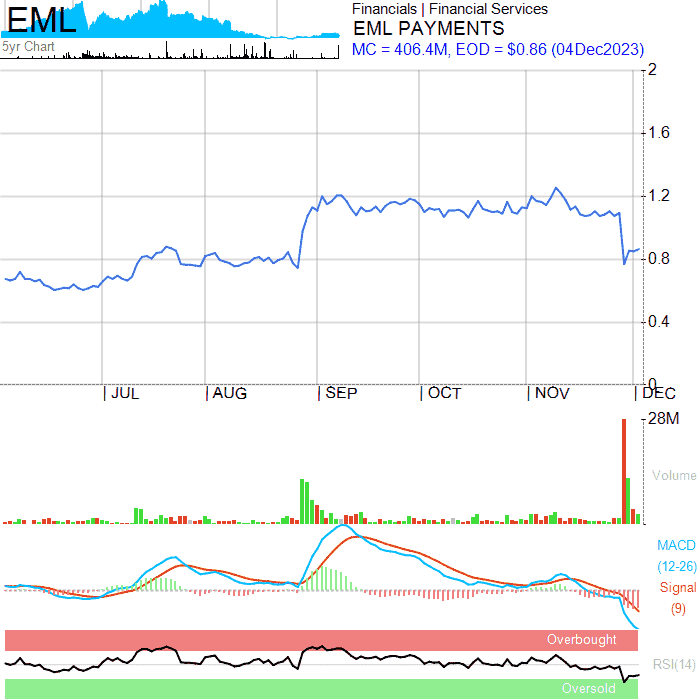 EML
5yr Chart
Financials | Financial Services
EML PAYMENTS
MC = 406.4M, EOD = $0.86 (04Dec2023)
2
1.6
1.2
0.8
0.4
0
JUL
AUG
SEP
OCT
NOV
DEC
28M
Volume
MACD
(12-26)
Signal
(9)
Overbought
RSI(14)
Oversold